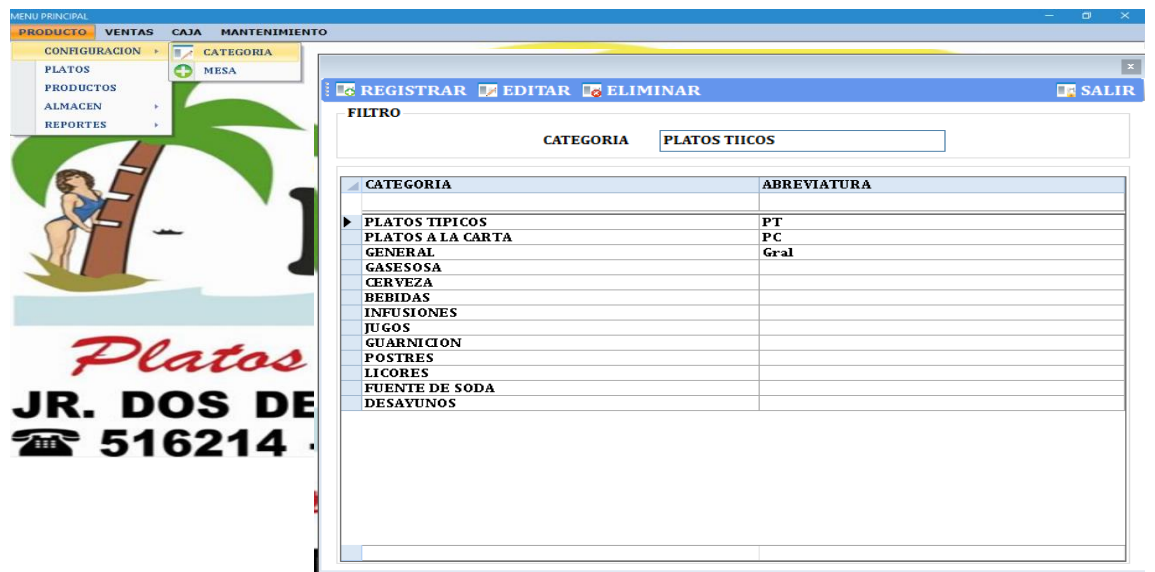 MENU PRINCIPAL
PRODUCTO VENTAS CAJA MANTENIMIENTO
CONFIGURACION
PLATOS
PRODUCTOS
ALMACEN
REPORTES
CATEGORIA
MESA
REGISTRAR EDITAR ELIMINAR SALIR
FILTRO
CATEGORIA PLATOS TIICOS
CATEGORIA ABREVIATURA
PLATOS TIPICOS PT
PLATOS A LA CARTA PC
GENERAL Gral
GASESOSA
CERVEZA
BEBIDAS
INFUSIONES
JUGOS
GUARNICION
POSTRES
LICORES
FUENTE DE SODA
DESAYUNOS
Platos
JR. DOS DE
516214